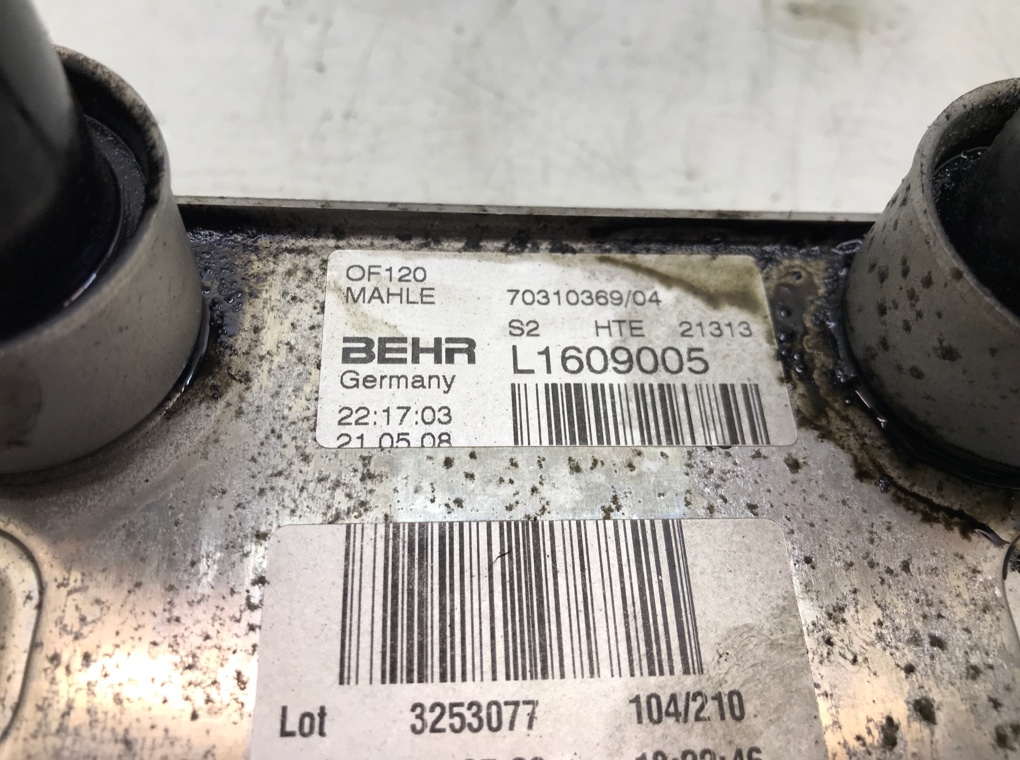 OF120
MAHLE 70310369/04
S2 HTE 21313
BEHR L1609005
Germany
22:17:03
21.05.08
Lot 3253077 104/210